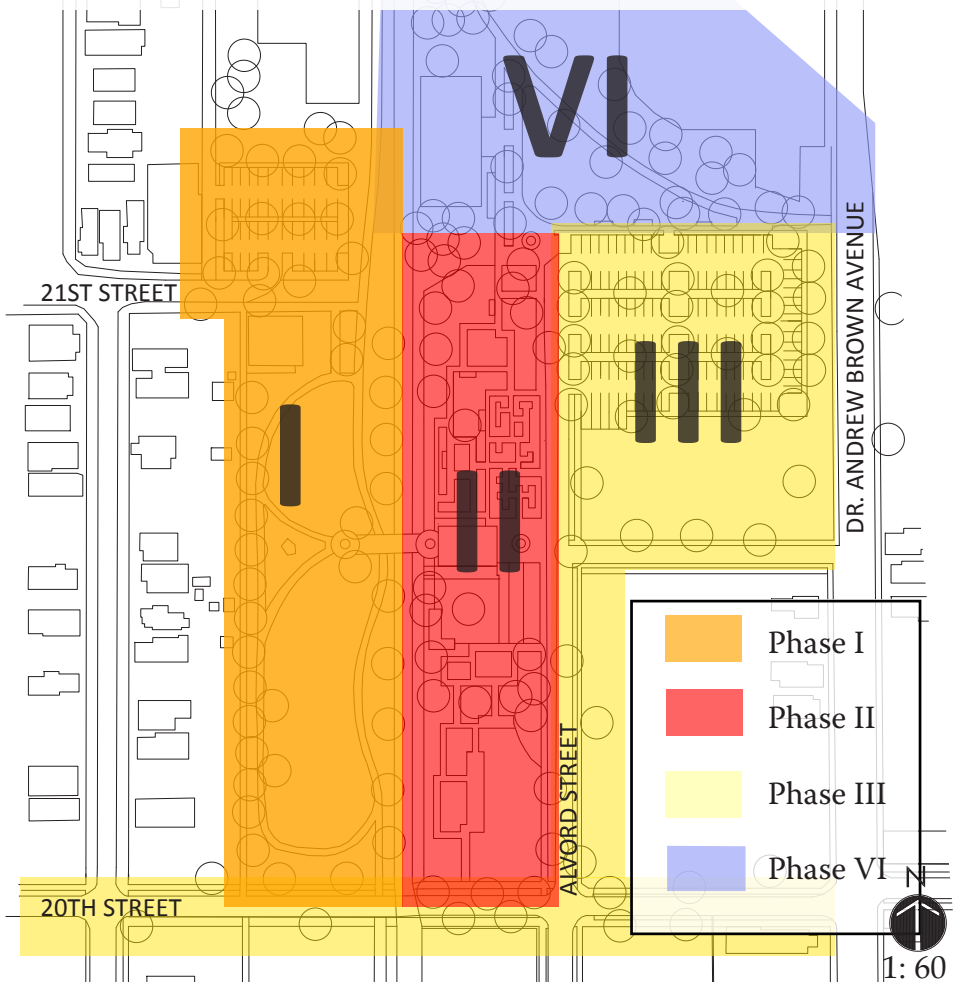 VI
21ST STREET
DR. ANDREW BROWN AVENUE
I
II
III
ALVORD STREET
20TH STREET
Phase I
Phase II
Phase III
Phase VI
N
1: 60